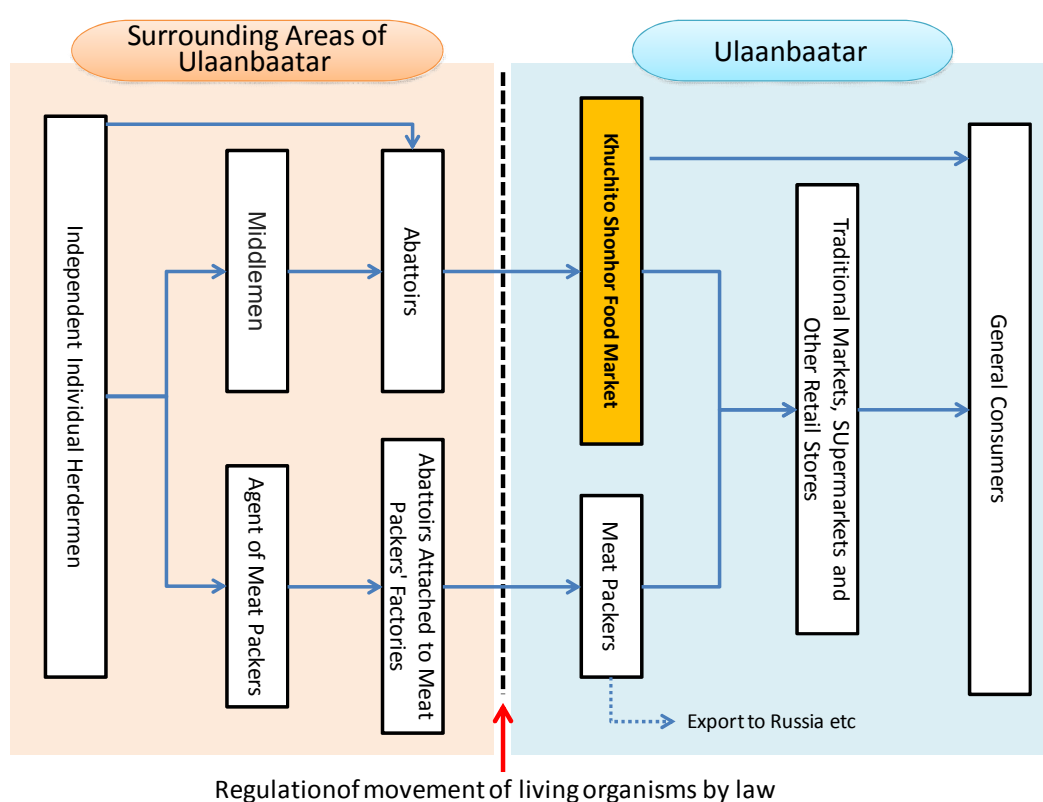 Surrounding Areas of
Ulaanbaatar
Ulaanbaatar
Independent Individual Herdermen
Middlemen
Abattoirs
Agent of Meat Packers
Abattoirs Attached to Meat
Packers' Factories
Khuchito Shonhor Food Market
Meat Packers
Traditional Markets, SUpermarkets and
Other Retail Stores
General Consumers
Export to Russia etc
Regulationof movement of living organisms by law